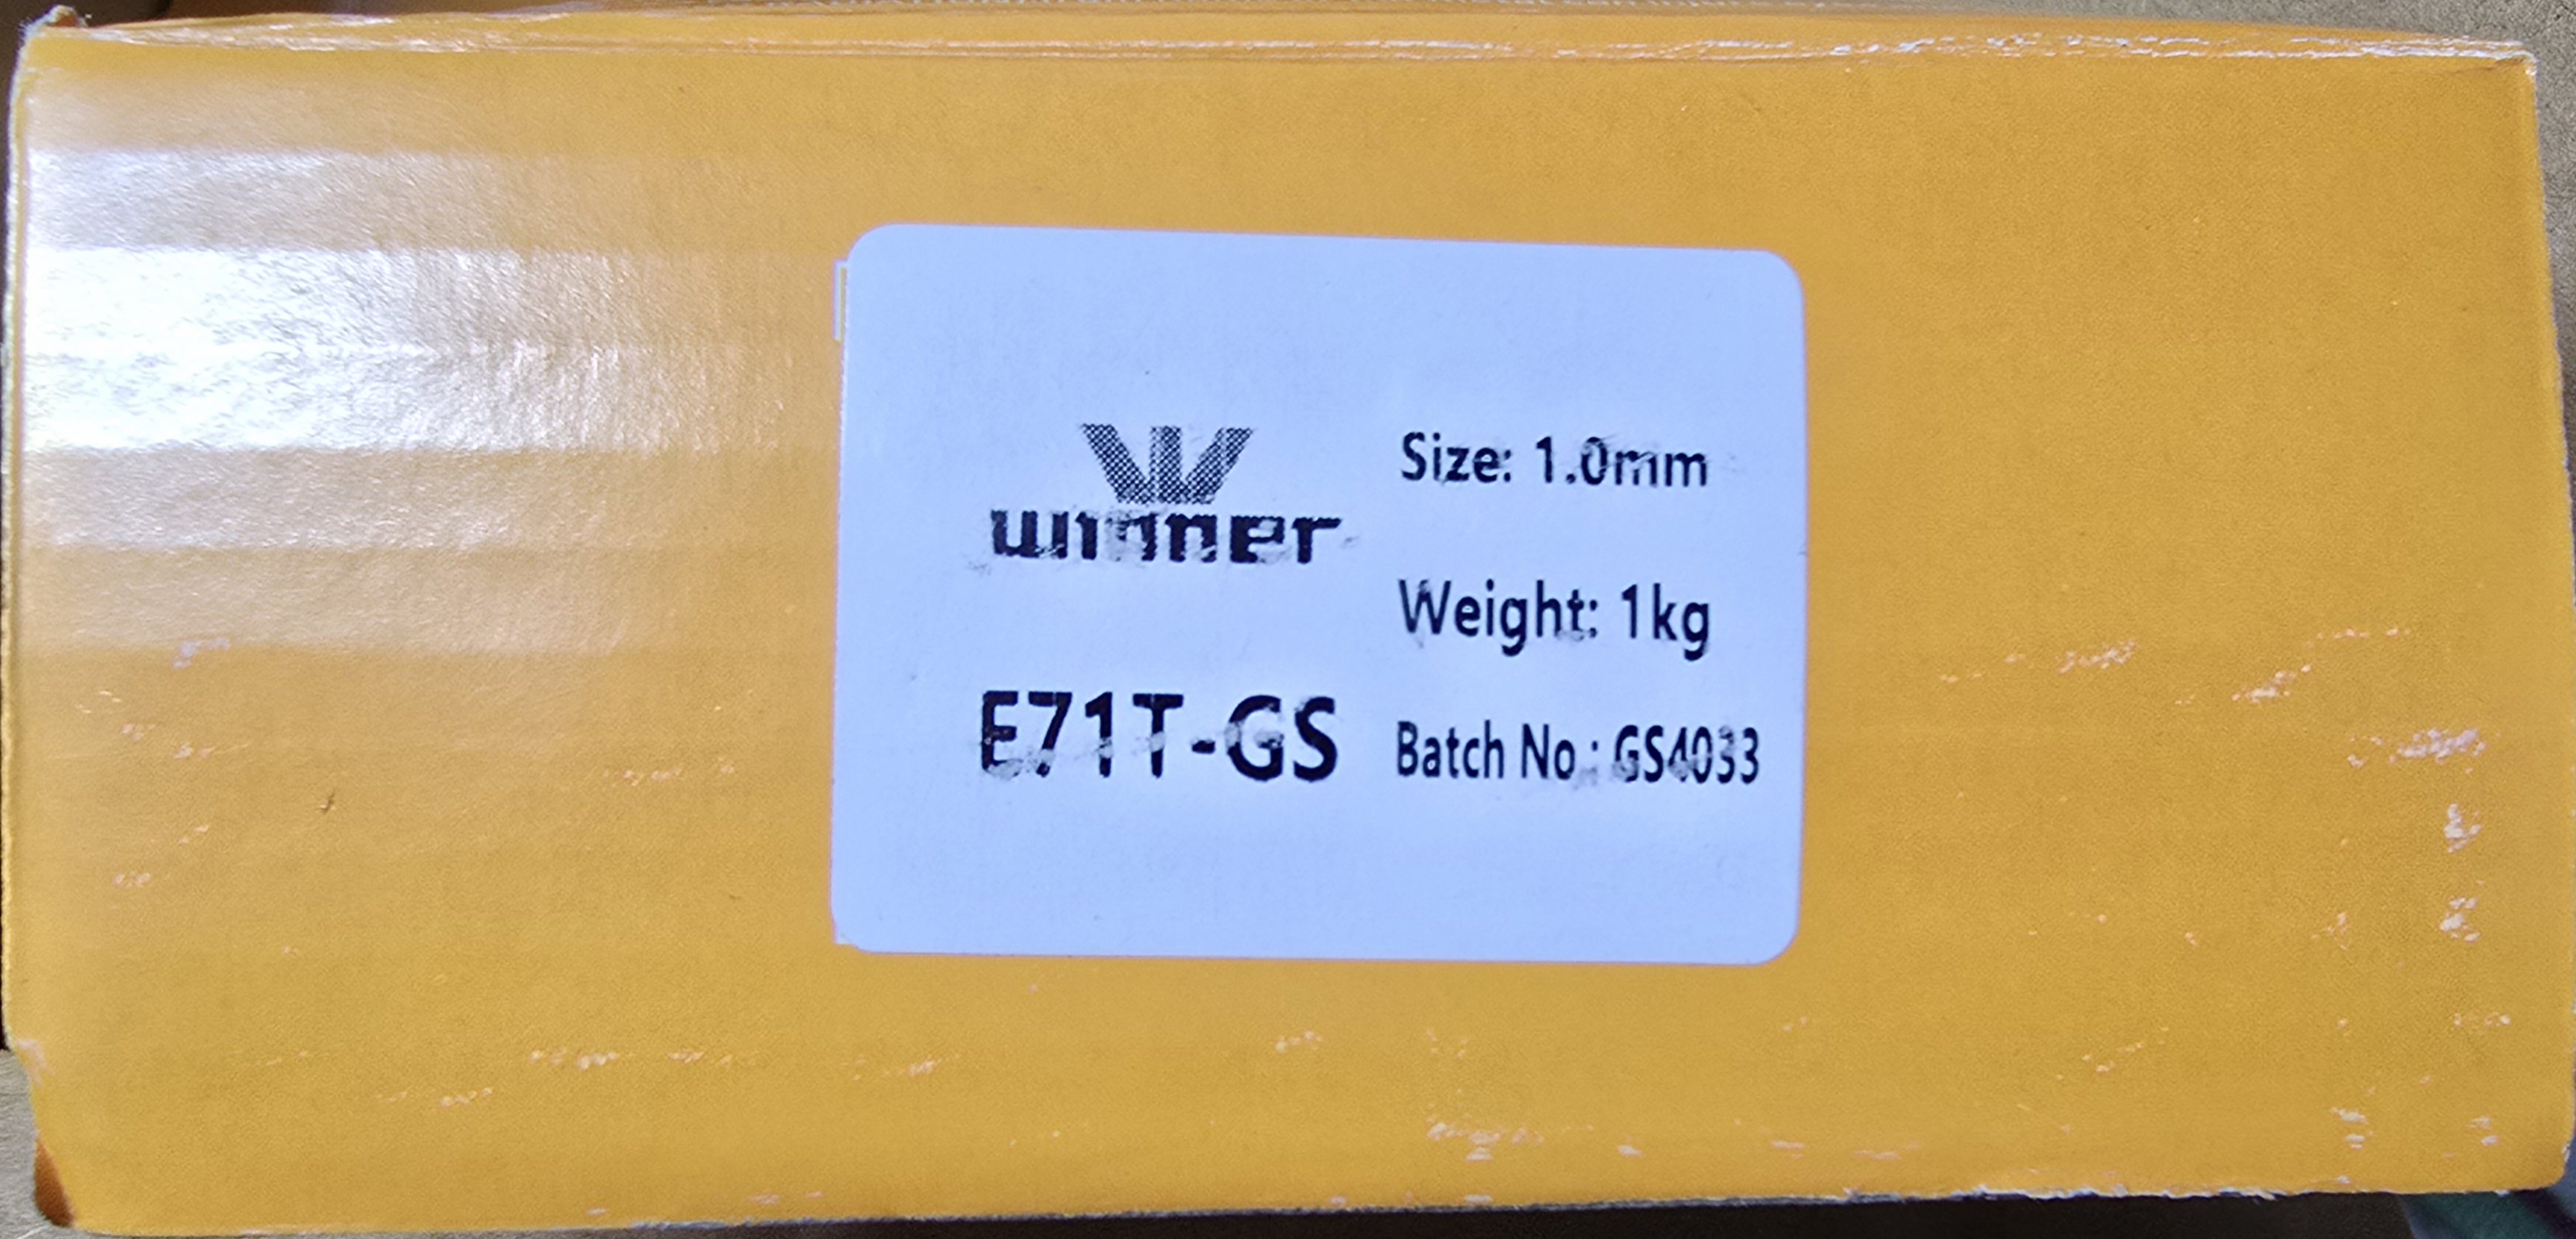 winner
E71T-GS
Size: 1.0mm
Weight: 1kg
Batch No.: GS4033